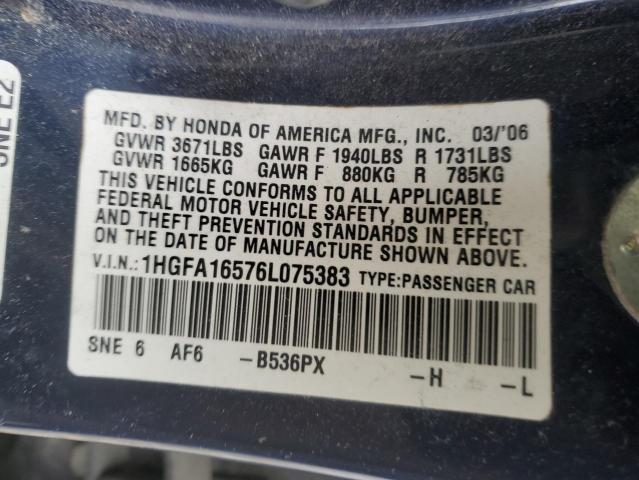 SNE E2
MFD. BY HONDA OF AMERICA MFG., INC. 03/'06
GVWR 3671LBS GAWR F 1940LBS R 1731LBS
GVWR 1665KG GAWR F 880KG R 785KG
THIS VEHICLE CONFORMS TO ALL APPLICABLE
FEDERAL MOTOR VEHICLE SAFETY, BUMPER,
AND THEFT PREVENTION STANDARDS IN EFFECT
ON THE DATE OF MANUFACTURE SHOWN ABOVE.
V.I.N.: 1HGFA16576L075383 TYPE:PASSENGER CAR
SNE 6 AF6 -B536PX -H -L